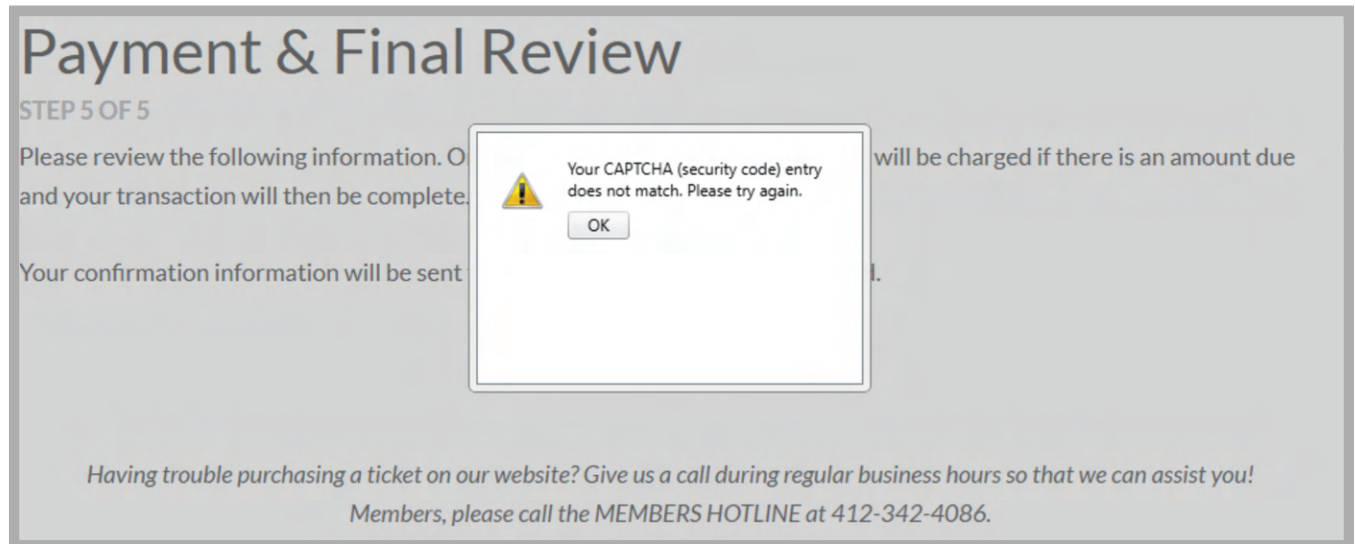 Payment & Final Review
STEP 5 OF 5
Please review the following information. O will be charged if there is an amount due
and your transaction will then be complete.
Your confirmation information will be sent
Your CAPTCHA (security code) entry
does not match. Please try again.
OK
Having trouble purchasing a ticket on our website? Give us a call during regular business hours so that we can assist you!
Members, please call the MEMBERS HOTLINE at 412-342-4086.